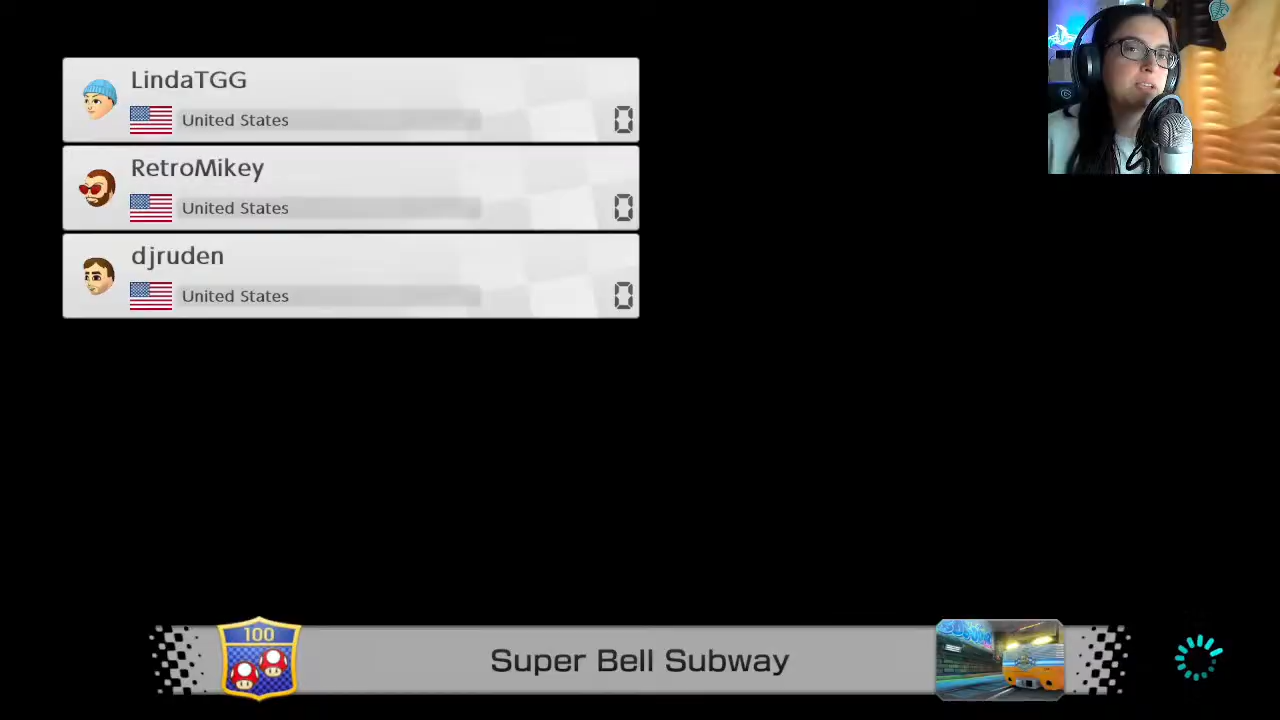 LindaTGG
United States
0
RetroMikey
United States
0
djruden
United States
0
100
Super Bell Subway